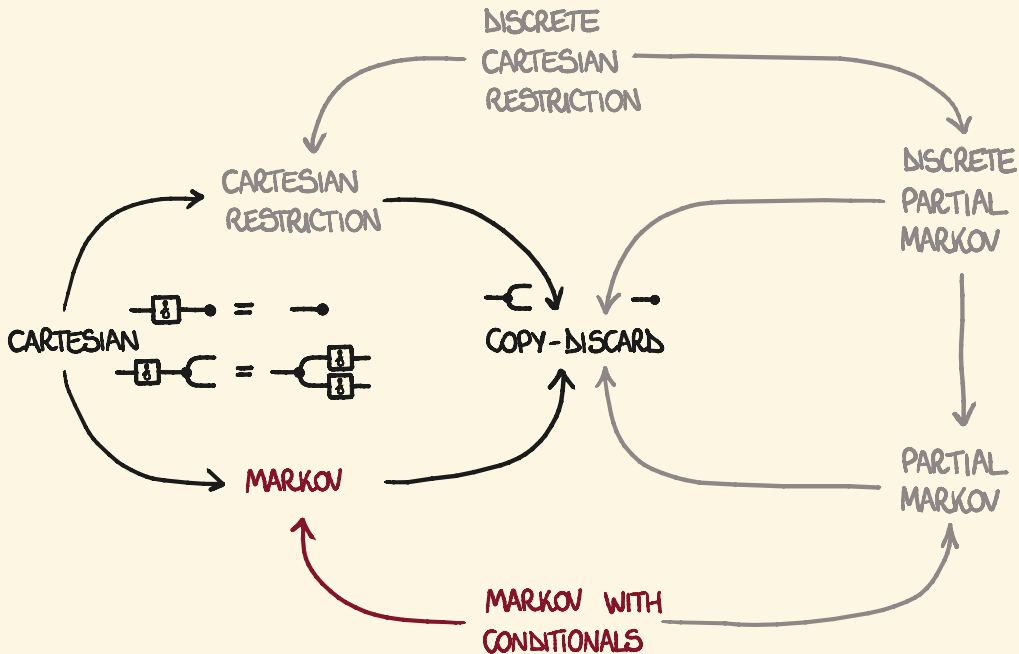 DISCRETE
CARTESIAN
RESTRICTION
CARTESIAN
RESTRICTION
DISCRETE
PARTIAL
MARKOV
f = 
CARTESIAN
COPY-DISCARD
f = f
f
MARKOV
PARTIAL
MARKOV
MARKOV WITH
CONDITIONALS